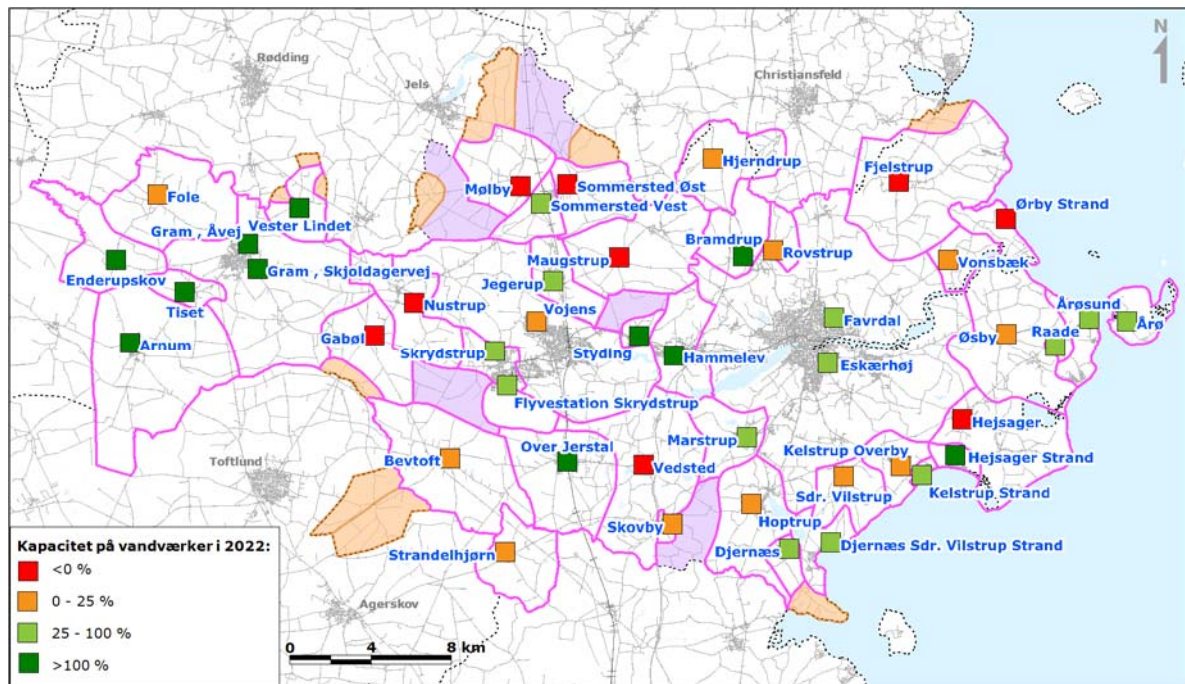 N
Rødding
Jels
Christiansfeld
Hjerndrup
Fjelstrup
Mølby
Sommersted Øst
Sommersted Vest
Fole
Vester Lindet
Gram , Åvej
Ørby Strand
Bramdrup
Rovstrup
Maugstrup
Vonsbæk
Gram , Skjoldagervej
Enderupskov
Jegerup
Tiset
Nustrup
Vojens
Årøsund
Favrdal
Årø
Raade
Øsby
Gabøl
Styding
Arnum
Skrydstrup
Hammelev
Eskærhøj
Flyvestation Skrydstrup
Hejsager
Marstrup
Over Jerstal
Kelstrup Overby
Hejsager Strand
Toftlund
Bevtoft
Vedsted
Sdr. Vilstrup
Kelstrup Strand
Skovby
Hoptrup
Djernæs Sdr. Vilstrup Strand
Strandelhjørn
Djernæs
Agerskov
Kapacitet på vandværker i 2022:
<0 %
0 - 25 %
25 - 100 %
>100 %
0 4 8 km